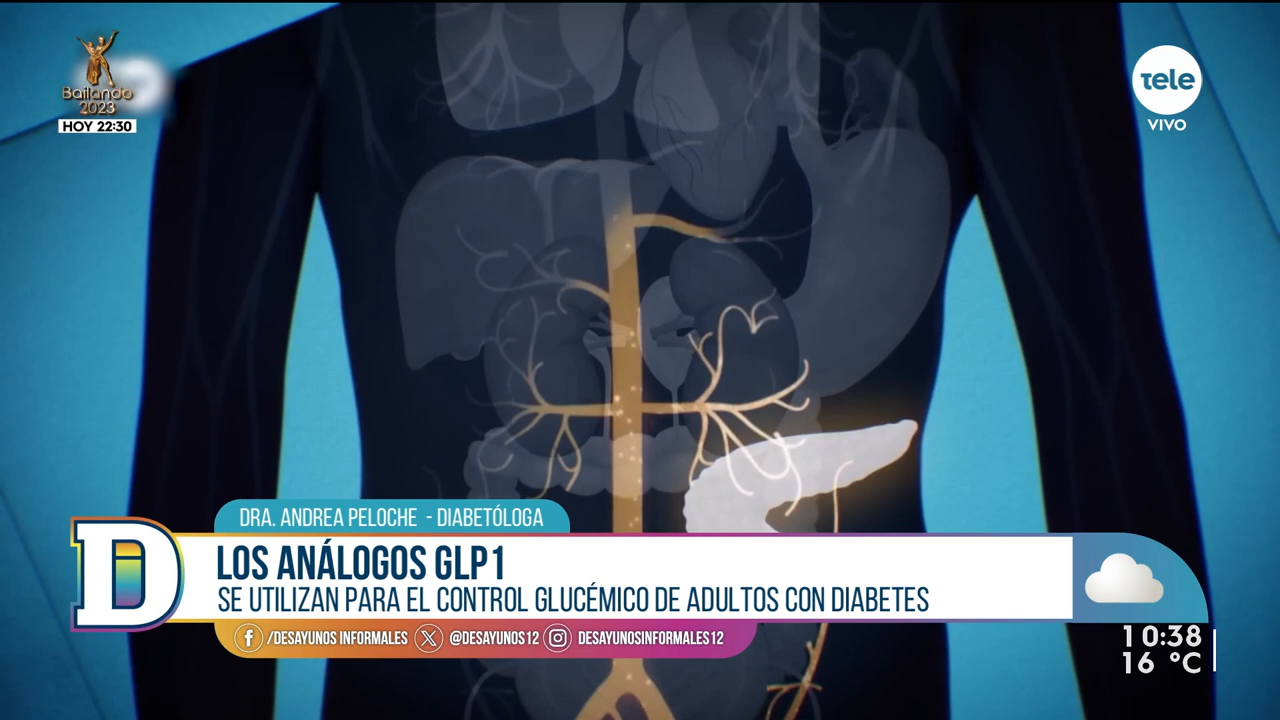 Bailando
2023
HOY 22:30
tele
VIVO
DRA. ANDREA PELOCHE - DIABETÓLOGA
D
LOS ANÁLOGOS GLP1
SE UTILIZAN PARA EL CONTROL GLUCÉMICO DE ADULTOS CON DIABETES
/DESAYUNOS INFORMALES @DESAYUNOS12 DESAYUNOSINFORMALES12
10:38
16 °C